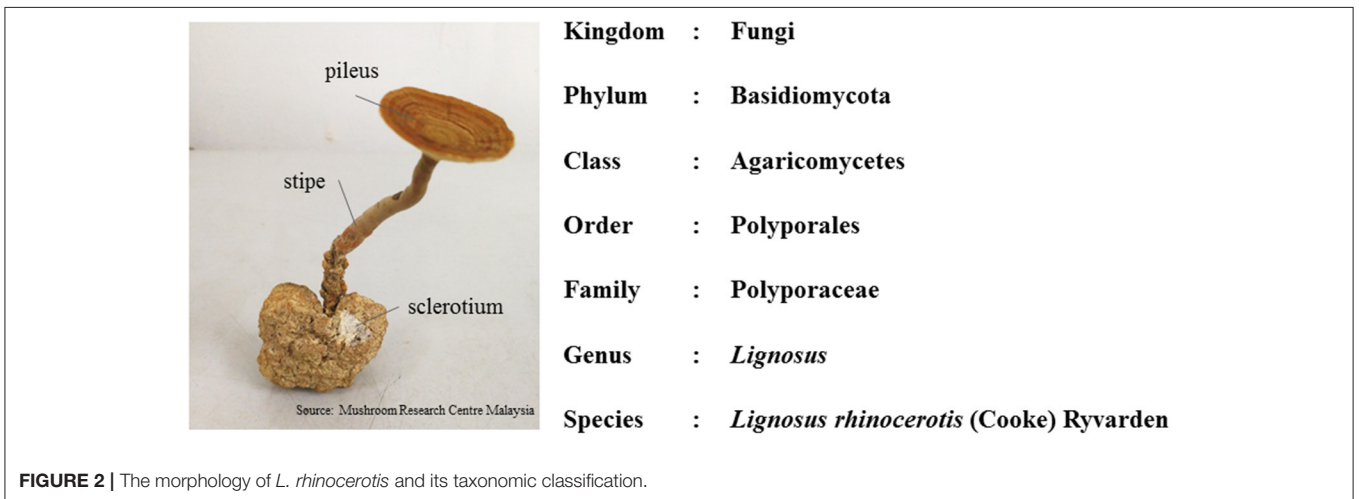 pileus
stipe
sclerotium
Source: Mushroom Research Centre Malaysia
Kingdom : Fungi
Phylum : Basidiomycota
Class : Agaricomycetes
Order : Polyporales
Family : Polyporaceae
Genus : Lignosus
Species : Lignosus rhinocerotis (Cooke) Ryvarden
FIGURE 2 | The morphology of L. rhinocerotis and its taxonomic classification.